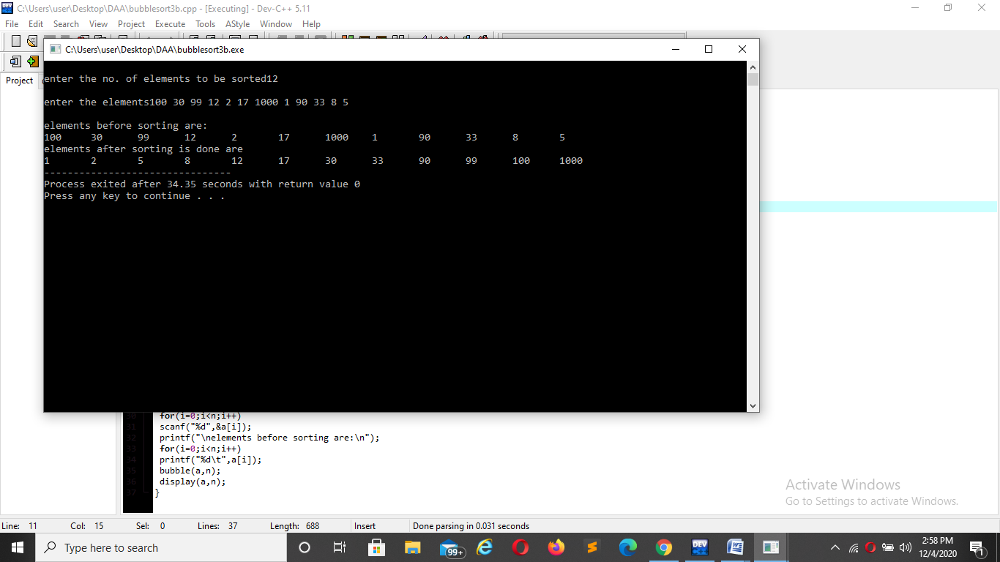 C:\Users\user\Desktop\DAA\bubblesort3b.cpp - [Executing] - Dev-C++ 5.11
File Edit Search View Project Execute Tools AStyle Window Help
C:\Users\user\Desktop\DAA\bubblesort3b.exe
Project
enter the no. of elements to be sorted12
enter the elements100 30 99 12 2 17 1000 1 90 33 8 5
elements before sorting are:
100 30 99 12 2 17 1000 1 90 33 8 5
elements after sorting is done are
1 2 5 8 12 17 30 33 90 99 100 1000
--------------------------------
Process exited after 34.35 seconds with return value 0
Press any key to continue . . .
30 for(i=0;i<n;i++)
31 scanf("%d",&a[i]);
32 printf("\nelements before sorting are:\n");
33 for(i=0;i<n;i++)
34 printf("%d\t",a[i]);
35 bubble(a,n);
36 display(a,n);
37 }
Activate Windows
Go to Settings to activate Windows.
Line: 11 Col: 15 Sel: 0 Lines: 37 Length: 688 Insert Done parsing in 0.031 seconds
Type here to search
99+
DEV
2:58 PM
12/4/2020
1